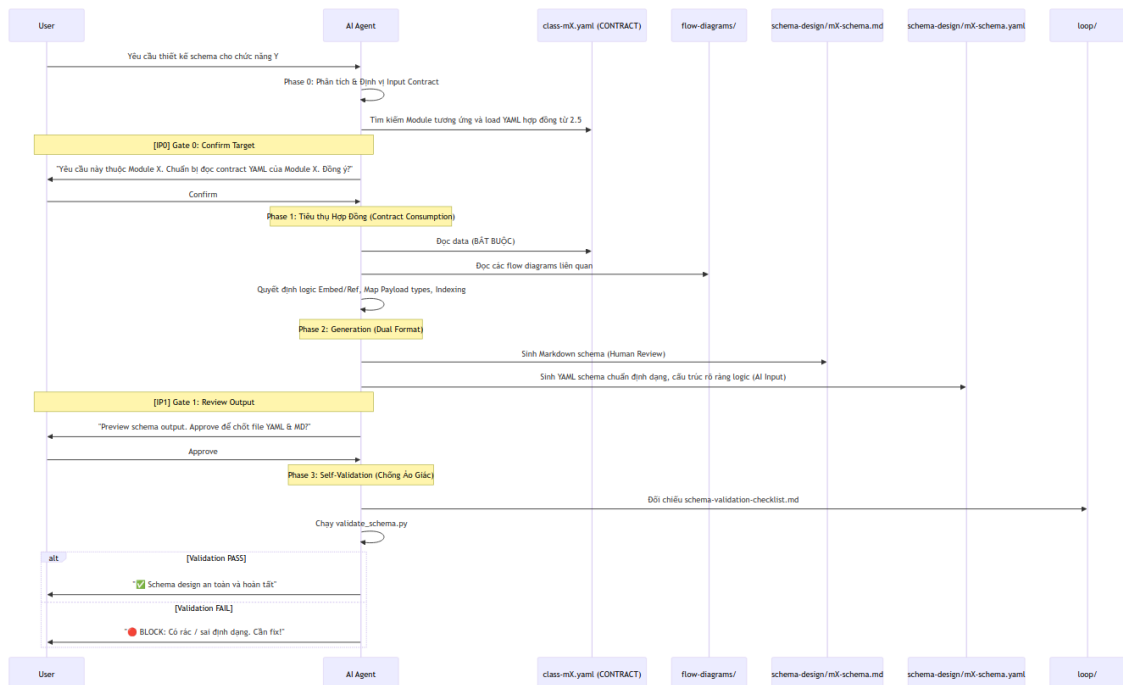 User
AI Agent
class-mX.yaml (CONTRACT)
flow-diagrams/
schema-design/mX-schema.md
schema-design/mX-schema.yaml
loop/
Yêu cầu thiết kế schema cho chức năng Y
Phase 0: Phân tích & Định vị Input Contract
Tìm kiếm Module tương ứng và load YAML hợp đồng từ 2.5
[IP0] Gate 0: Confirm Target
"Yêu cầu này thuộc Module X. Chuẩn bị đọc contract YAML của Module X. Đồng ý?"
Confirm
Phase 1: Tiêu thụ Hợp Đồng (Contract Consumption)
Đọc data (BẮT BUỘC)
Đọc các flow diagrams liên quan
Quyết định logic Embed/Ref, Map Payload types, Indexing
Phase 2: Generation (Dual Format)
Sinh Markdown schema (Human Review)
Sinh YAML schema chuẩn định dạng, cấu trúc rõ ràng logic (AI Input)
[IP1] Gate 1: Review Output
"Preview schema output. Approve để chốt file YAML & MD?"
Approve
Phase 3: Self-Validation (Chống Ảo Giác)
Đối chiếu schema-validation-checklist.md
Chạy validate_schema.py
alt
[Validation PASS]
"✅ Schema design an toàn và hoàn tất"
[Validation FAIL]
"🔴 BLOCK: Có rác / sai định dạng. Cần fix!"
User
AI Agent
class-mX.yaml (CONTRACT)
flow-diagrams/
schema-design/mX-schema.md
schema-design/mX-schema.yaml
loop/